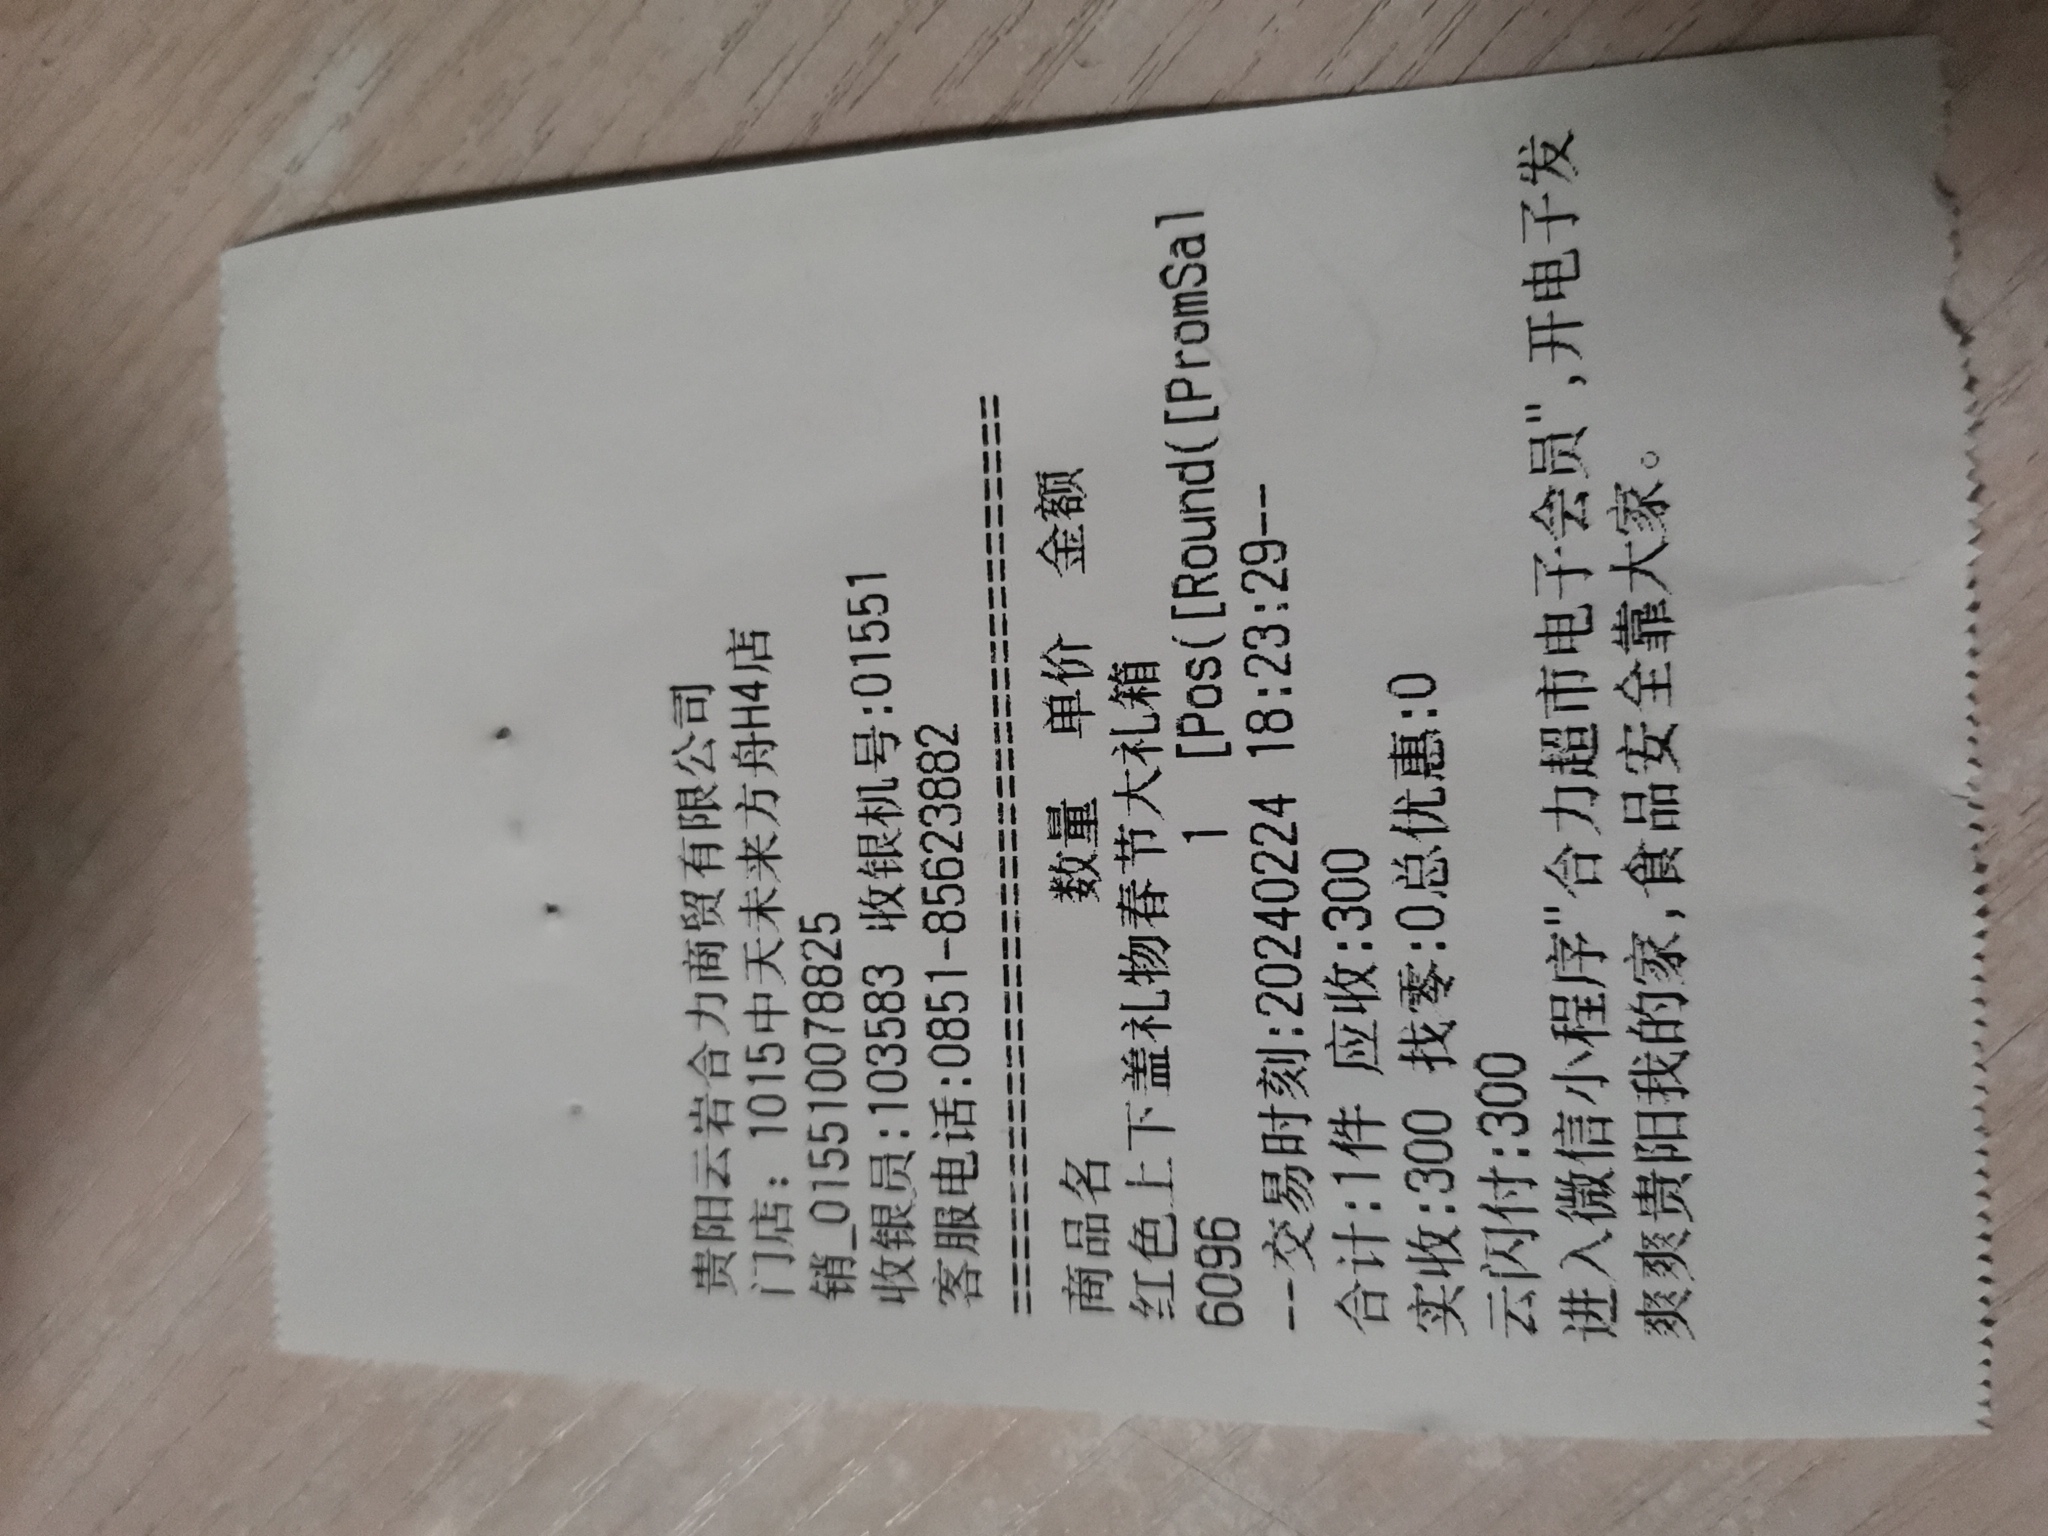 贵阳云岩合力商贸有限公司
门店：1015中天未来方舟H4店
销_015510078825
收银员:103583 收银机号:01551
客服电话:0851-85623882
==========================================
商品名 数量 单价 金额
红色上下盖礼物春节大礼箱
6096 1 [Pos([Round([PromSal
--交易时刻:20240224 18:23:29--
合计:1件 应收:300
实收:300 找零:0总优惠:0
云闪付:300
进入微信小程序"合力超市电子会员",开电子发
爽爽贵阳我的家,食品安全靠大家。